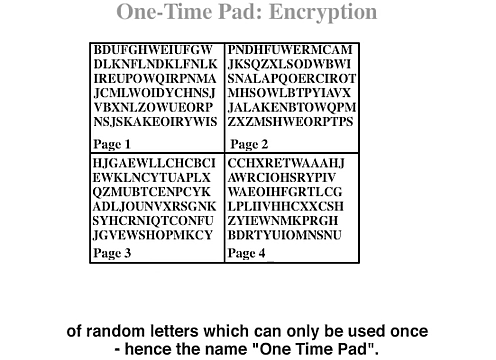 One-Time Pad: Encryption
BDUFGHWEIUFGW
DLKNFLNDKLFNLK
IREUPOWQIRPNMA
JCMLWOIDYCHNSJ
VBXNLZOWUEORP
NSJSKAKEOIRYWIS
Page 1
PNDHFUWERMCAM
JKSQZXLSODWBWI
SNALAPQOERCIROT
MHSOWLBTPYIAVX
JALAKENBTOWQPM
ZXZMSHWEORPTPS
Page 2
HJGAEWLLCHCBCI
EWKLNCYTUAPLX
QZMUBTCENPCYK
ADLJOUNVXRSGNK
SYHCRNIQTCONFU
JGVEWSHOPMKCY
Page 3
CCHXRETWAAAHJ
AWRCIOHSRYPIV
WAEOIHFGRTLCG
LPLIIVHHCXXCSH
ZYIEWNMKPRGH
BDRTYUIOMNSNU
Page 4
of random letters which can only be used once
- hence the name "One Time Pad".